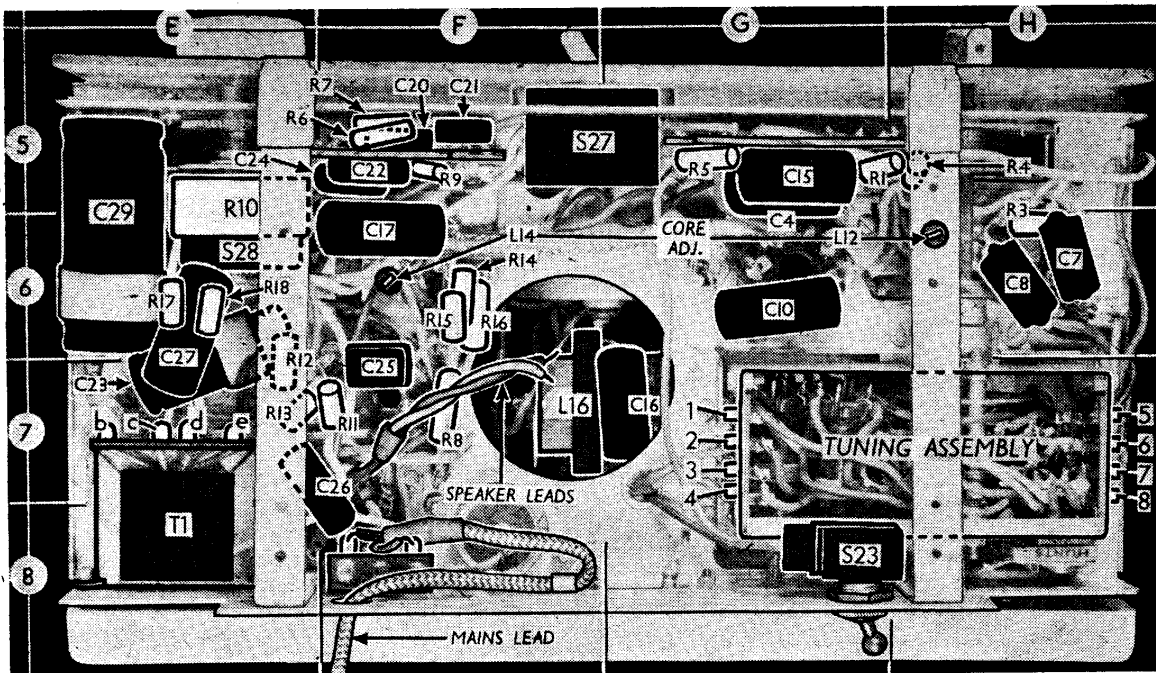 E F G H
R7 C20 C21
R6
5 S27
C24 C22 R9 R5 C15 R1 R4
C29 R10 C17 C4 R3
S28 L14 CORE L12 C7
R14 ADJ. C8
6 R17 R18 R15 R16 C10
C27 R12 C25
C23 L16 C16
R13 R11 R8 1 5
7 b c d e 2 TUNING ASSEMBLY 6
3 7
C26 SPEAKER LEADS 4 8
T1 S23
8
MAINS LEAD